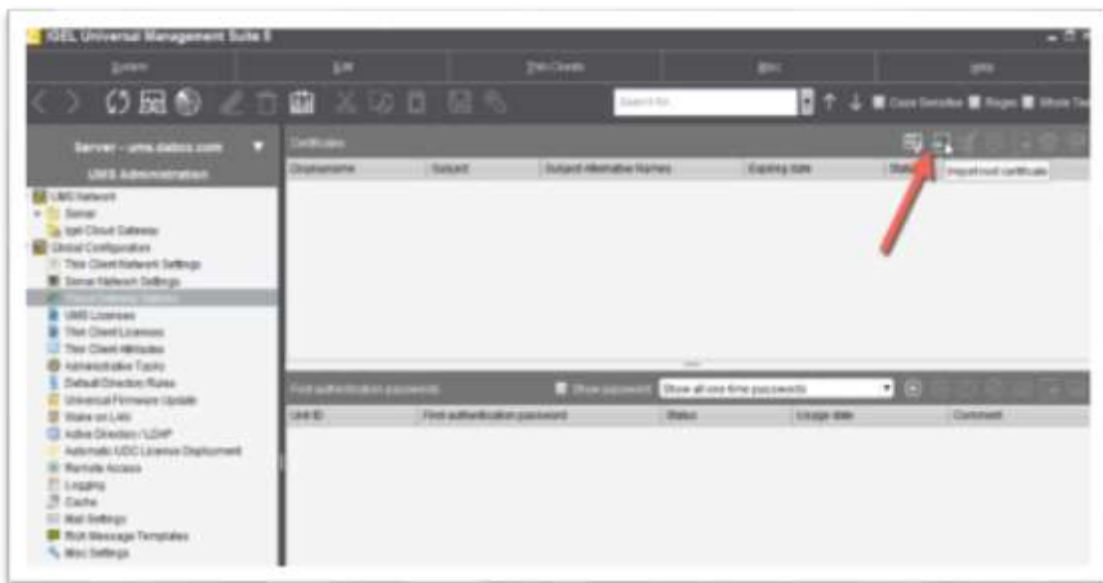 IGEL Universal Management Suite 5
System Edit Thin Clients Misc Help
Search for...
Case Sensitive Regex Whole Text
Server - ums.dabcc.com
UMS Administration
UMS Network
Server
Igel Cloud Gateway
Global Configuration
Thin Client Network Settings
Server Network Settings
Cloud Gateway Options
UMS Licenses
Thin Client Licenses
Thin Client Attributes
Administrative Tasks
Default Directory Rules
Universal Firmware Update
Wake on LAN
Active Directory / LDAP
Automatic UDC License Deployment
Remote Access
Logging
Cache
Mail Settings
Rich Message Templates
Misc Settings
Certificates
Displayname Subject Subject Alternative Names Expiring date Status
Import root certificate
First authentication passwords Show password Show all one time passwords
Unit ID First authentication password Status Usage date Comment